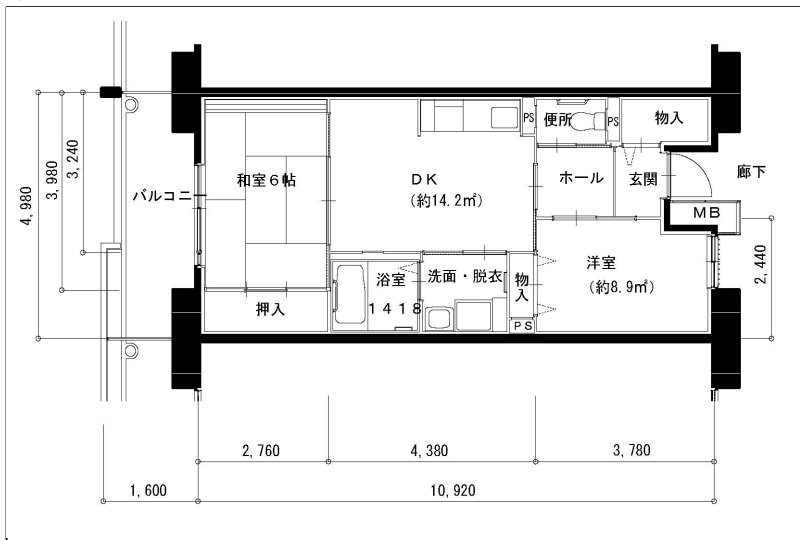 PS
便所
PS
物入
3,240
3,980
4,980
バルコニー
和室6帖
DK
(約14.2㎡)
ホール
玄関
廊下
MB
洋室
(約8.9㎡)
2,440
浴室
1418
洗面・脱衣
物入
PS
押入
2,760
4,380
3,780
1,600
10,920